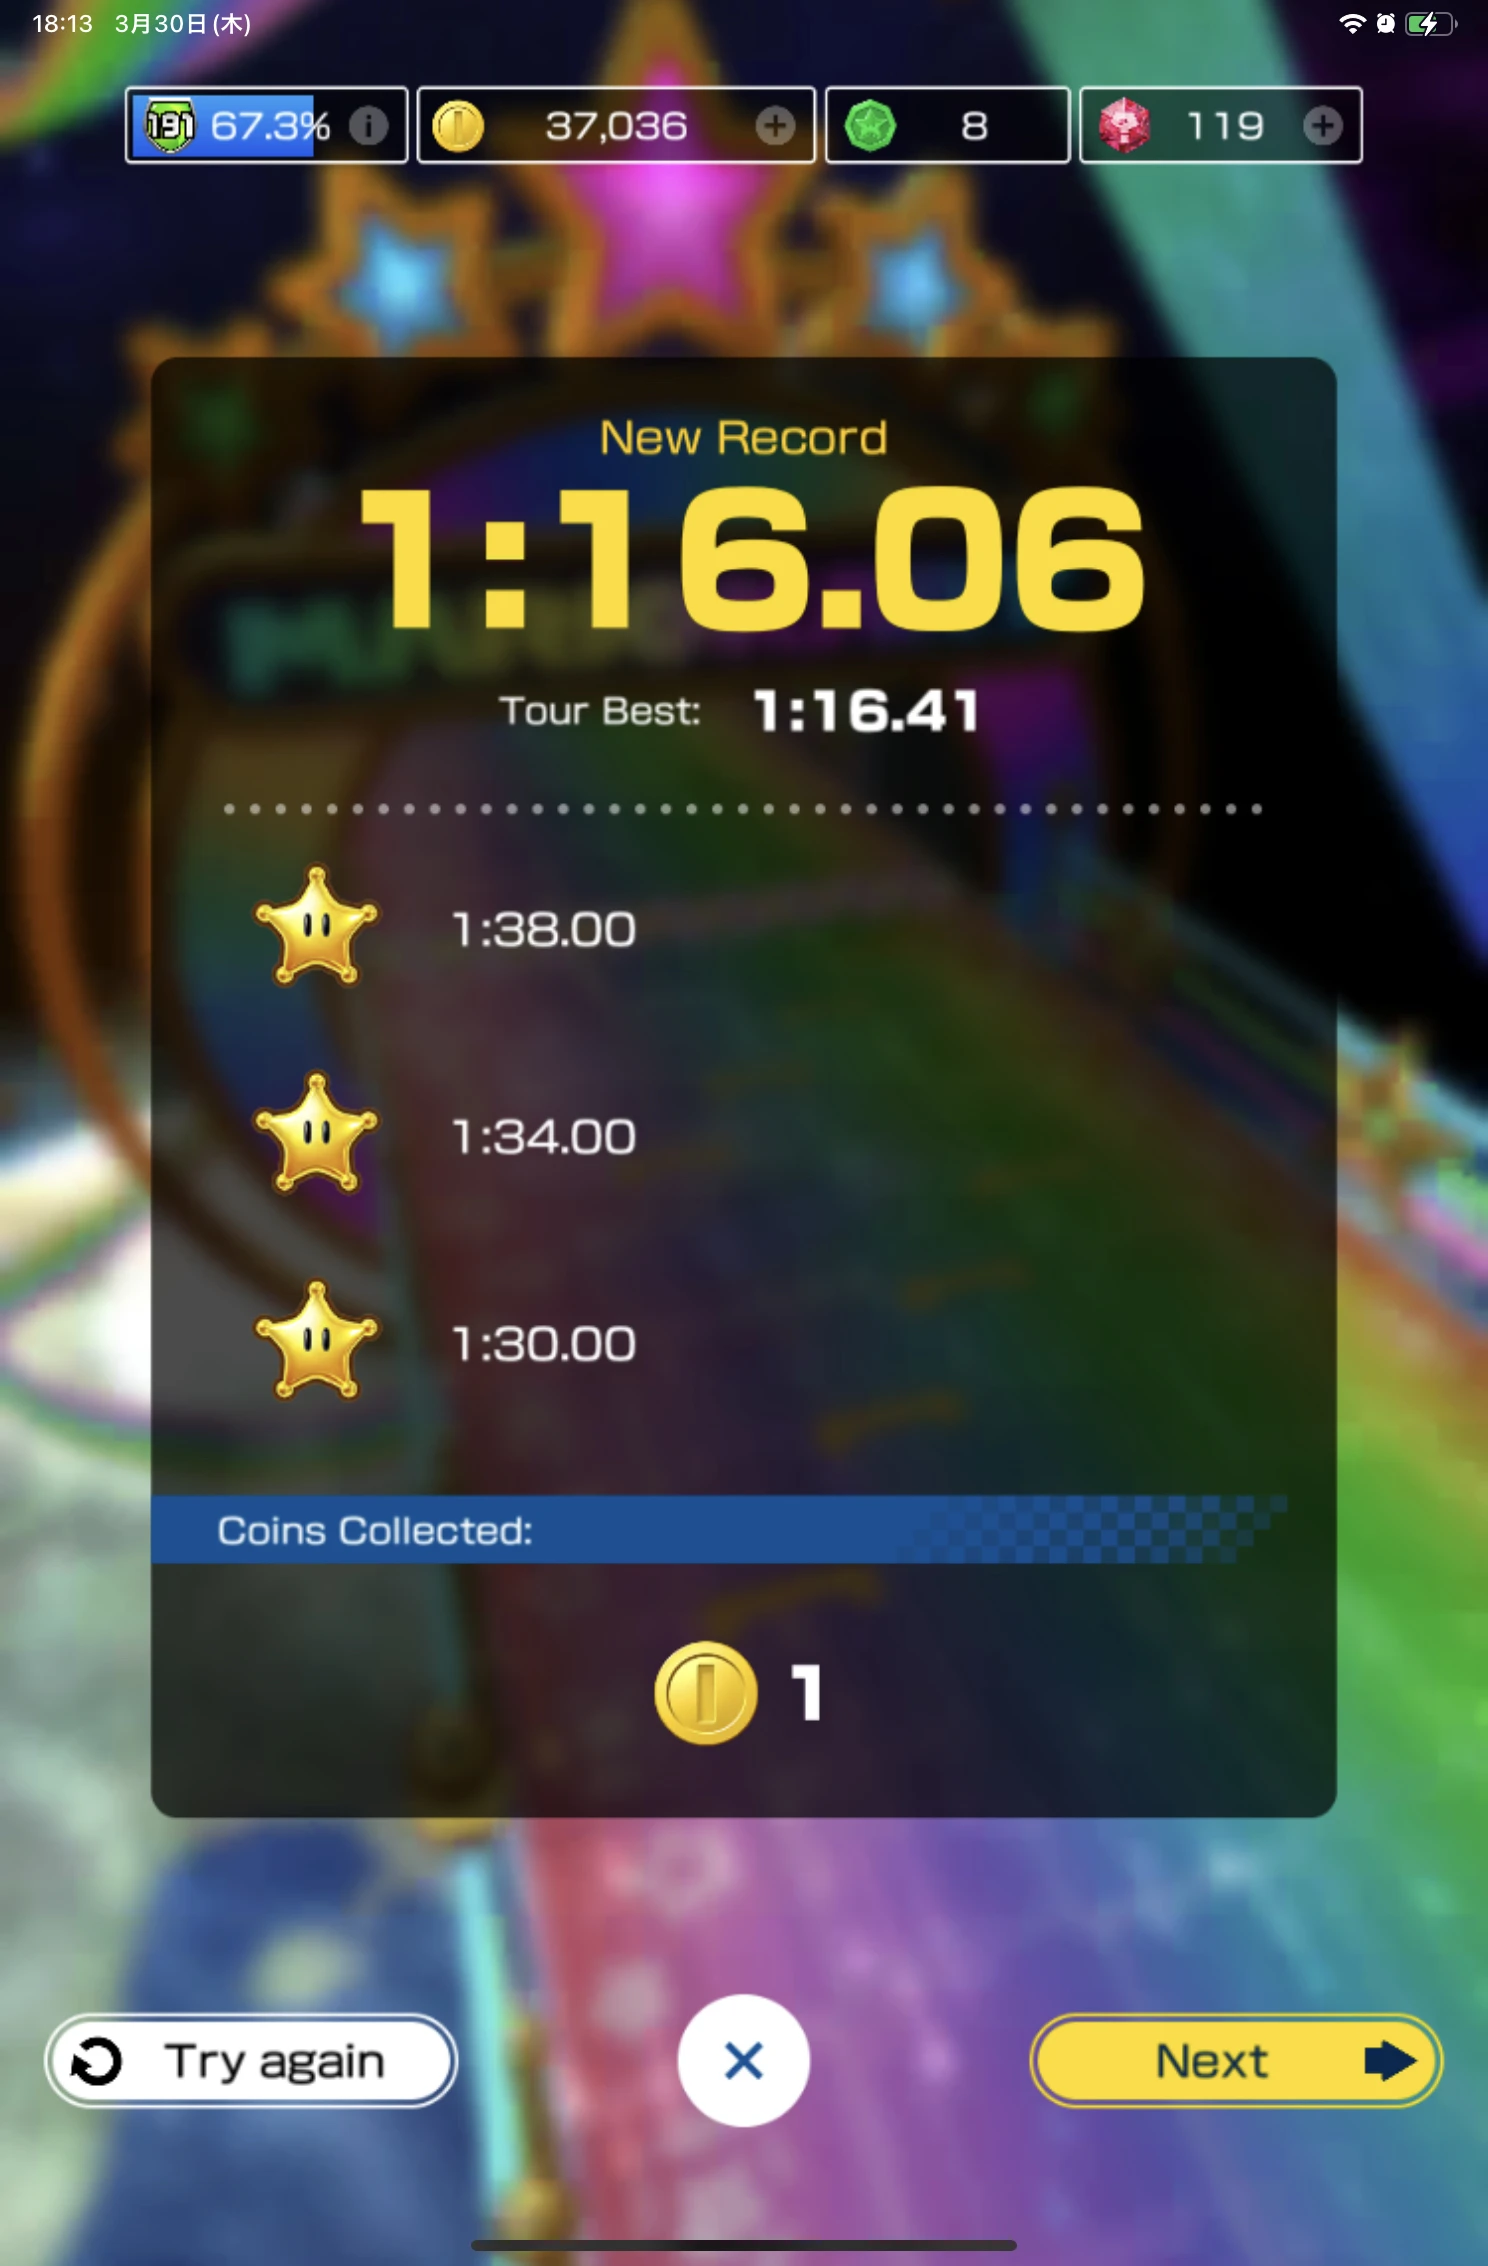 18:13 3月30日(木)
191 67.3% i 37,036 + 8 119 +
New Record
1:16.06
Tour Best: 1:16.41
1:38.00
1:34.00
1:30.00
Coins Collected:
1
Try again × Next